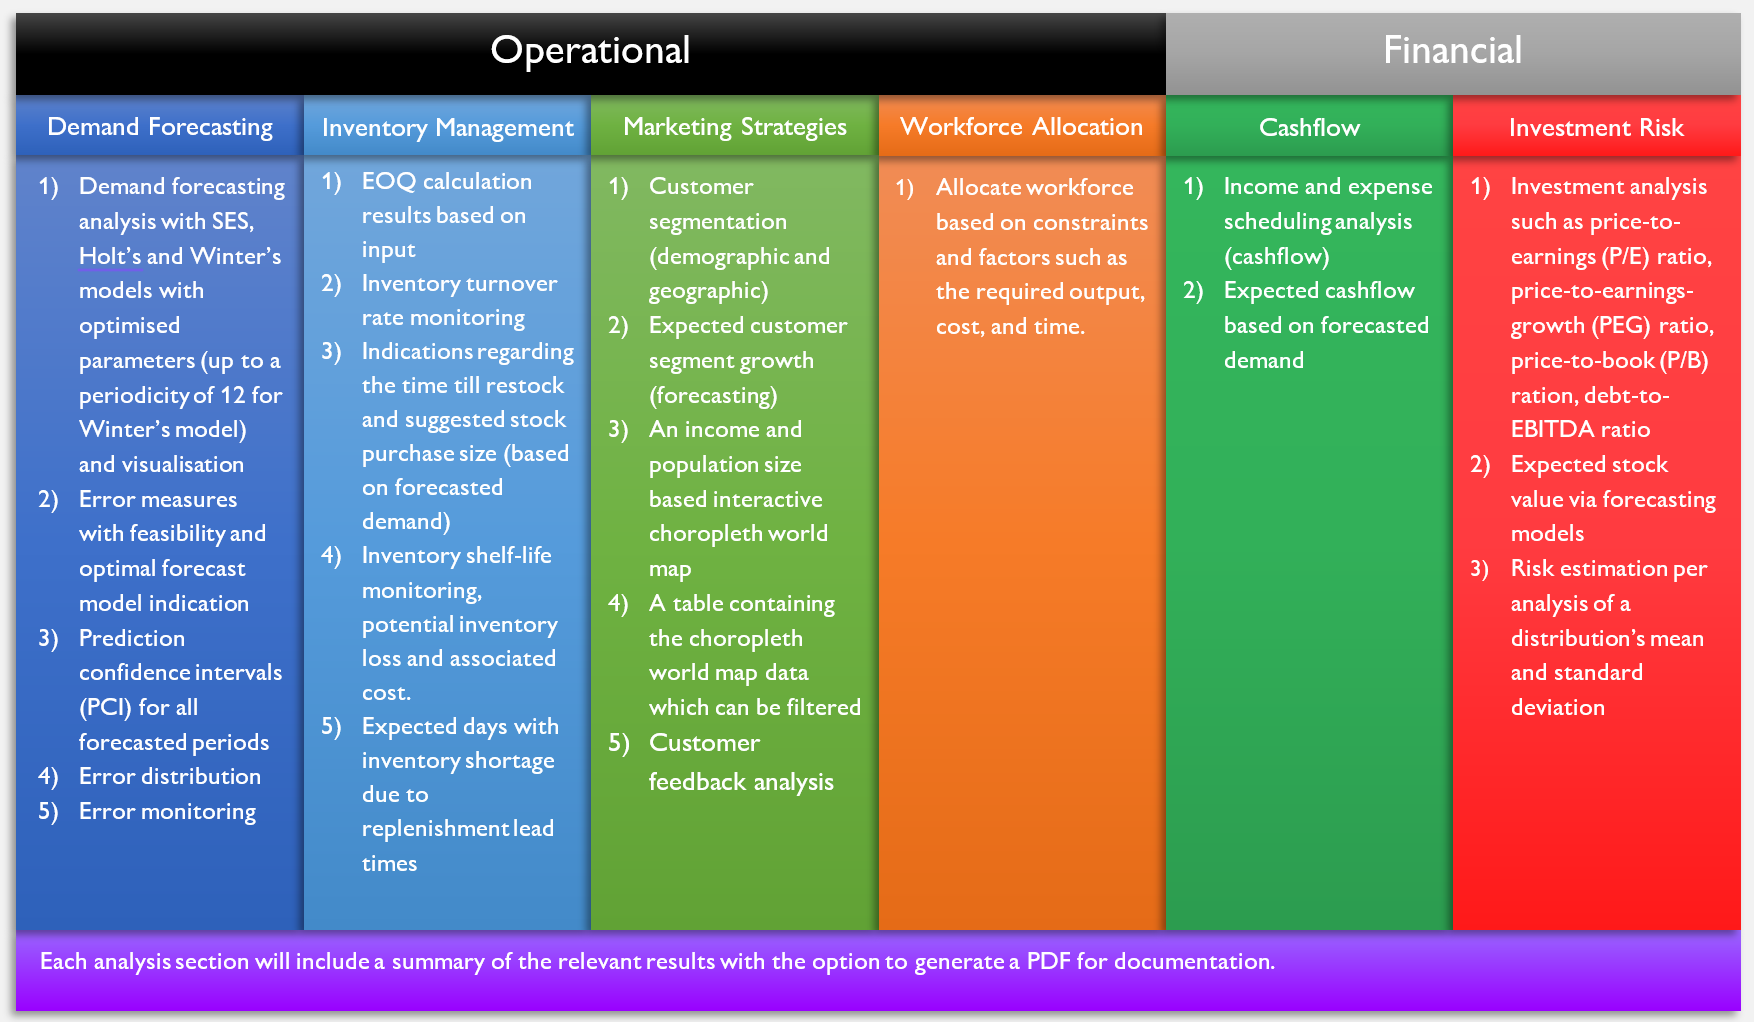 Operational
Financial
Demand Forecasting
Inventory Management
Marketing Strategies
Workforce Allocation
Cashflow
Investment Risk
1) Demand forecasting
analysis with SES,
Holt's and Winter's
models with
optimised
parameters (up to a
periodicity of 12 for
Winter's model)
and visualisation
2) Error measures
with feasibility and
optimal forecast
model indication
3) Prediction
confidence intervals
(PCI) for all
forecasted periods
4) Error distribution
5) Error monitoring
1) EOQ calculation
results based on
input
2) Inventory turnover
rate monitoring
3) Indications regarding
the time till restock
and suggested stock
purchase size (based
on forecasted
demand)
4) Inventory shelf-life
monitoring,
potential inventory
loss and associated
cost.
5) Expected days with
inventory shortage
due to
replenishment lead
times
1) Customer
segmentation
(demographic and
geographic)
2) Expected customer
segment growth
(forecasting)
3) An income and
population size
based interactive
choropleth world
map
4) A table containing
the choropleth
world map data
which can be filtered
5) Customer
feedback analysis
1) Allocate workforce
based on constraints
and factors such as
the required output,
cost, and time.
1) Income and expense
scheduling analysis
(cashflow)
2) Expected cashflow
based on forecasted
demand
1) Investment analysis
such as price-to-
earnings (P/E) ratio,
price-to-earnings-
growth (PEG) ratio,
price-to-book (P/B)
ration, debt-to-
EBITDA ratio
2) Expected stock
value via forecasting
models
3) Risk estimation per
analysis of a
distribution's mean
and standard
deviation
Each analysis section will include a summary of the relevant results with the option to generate a PDF for documentation.